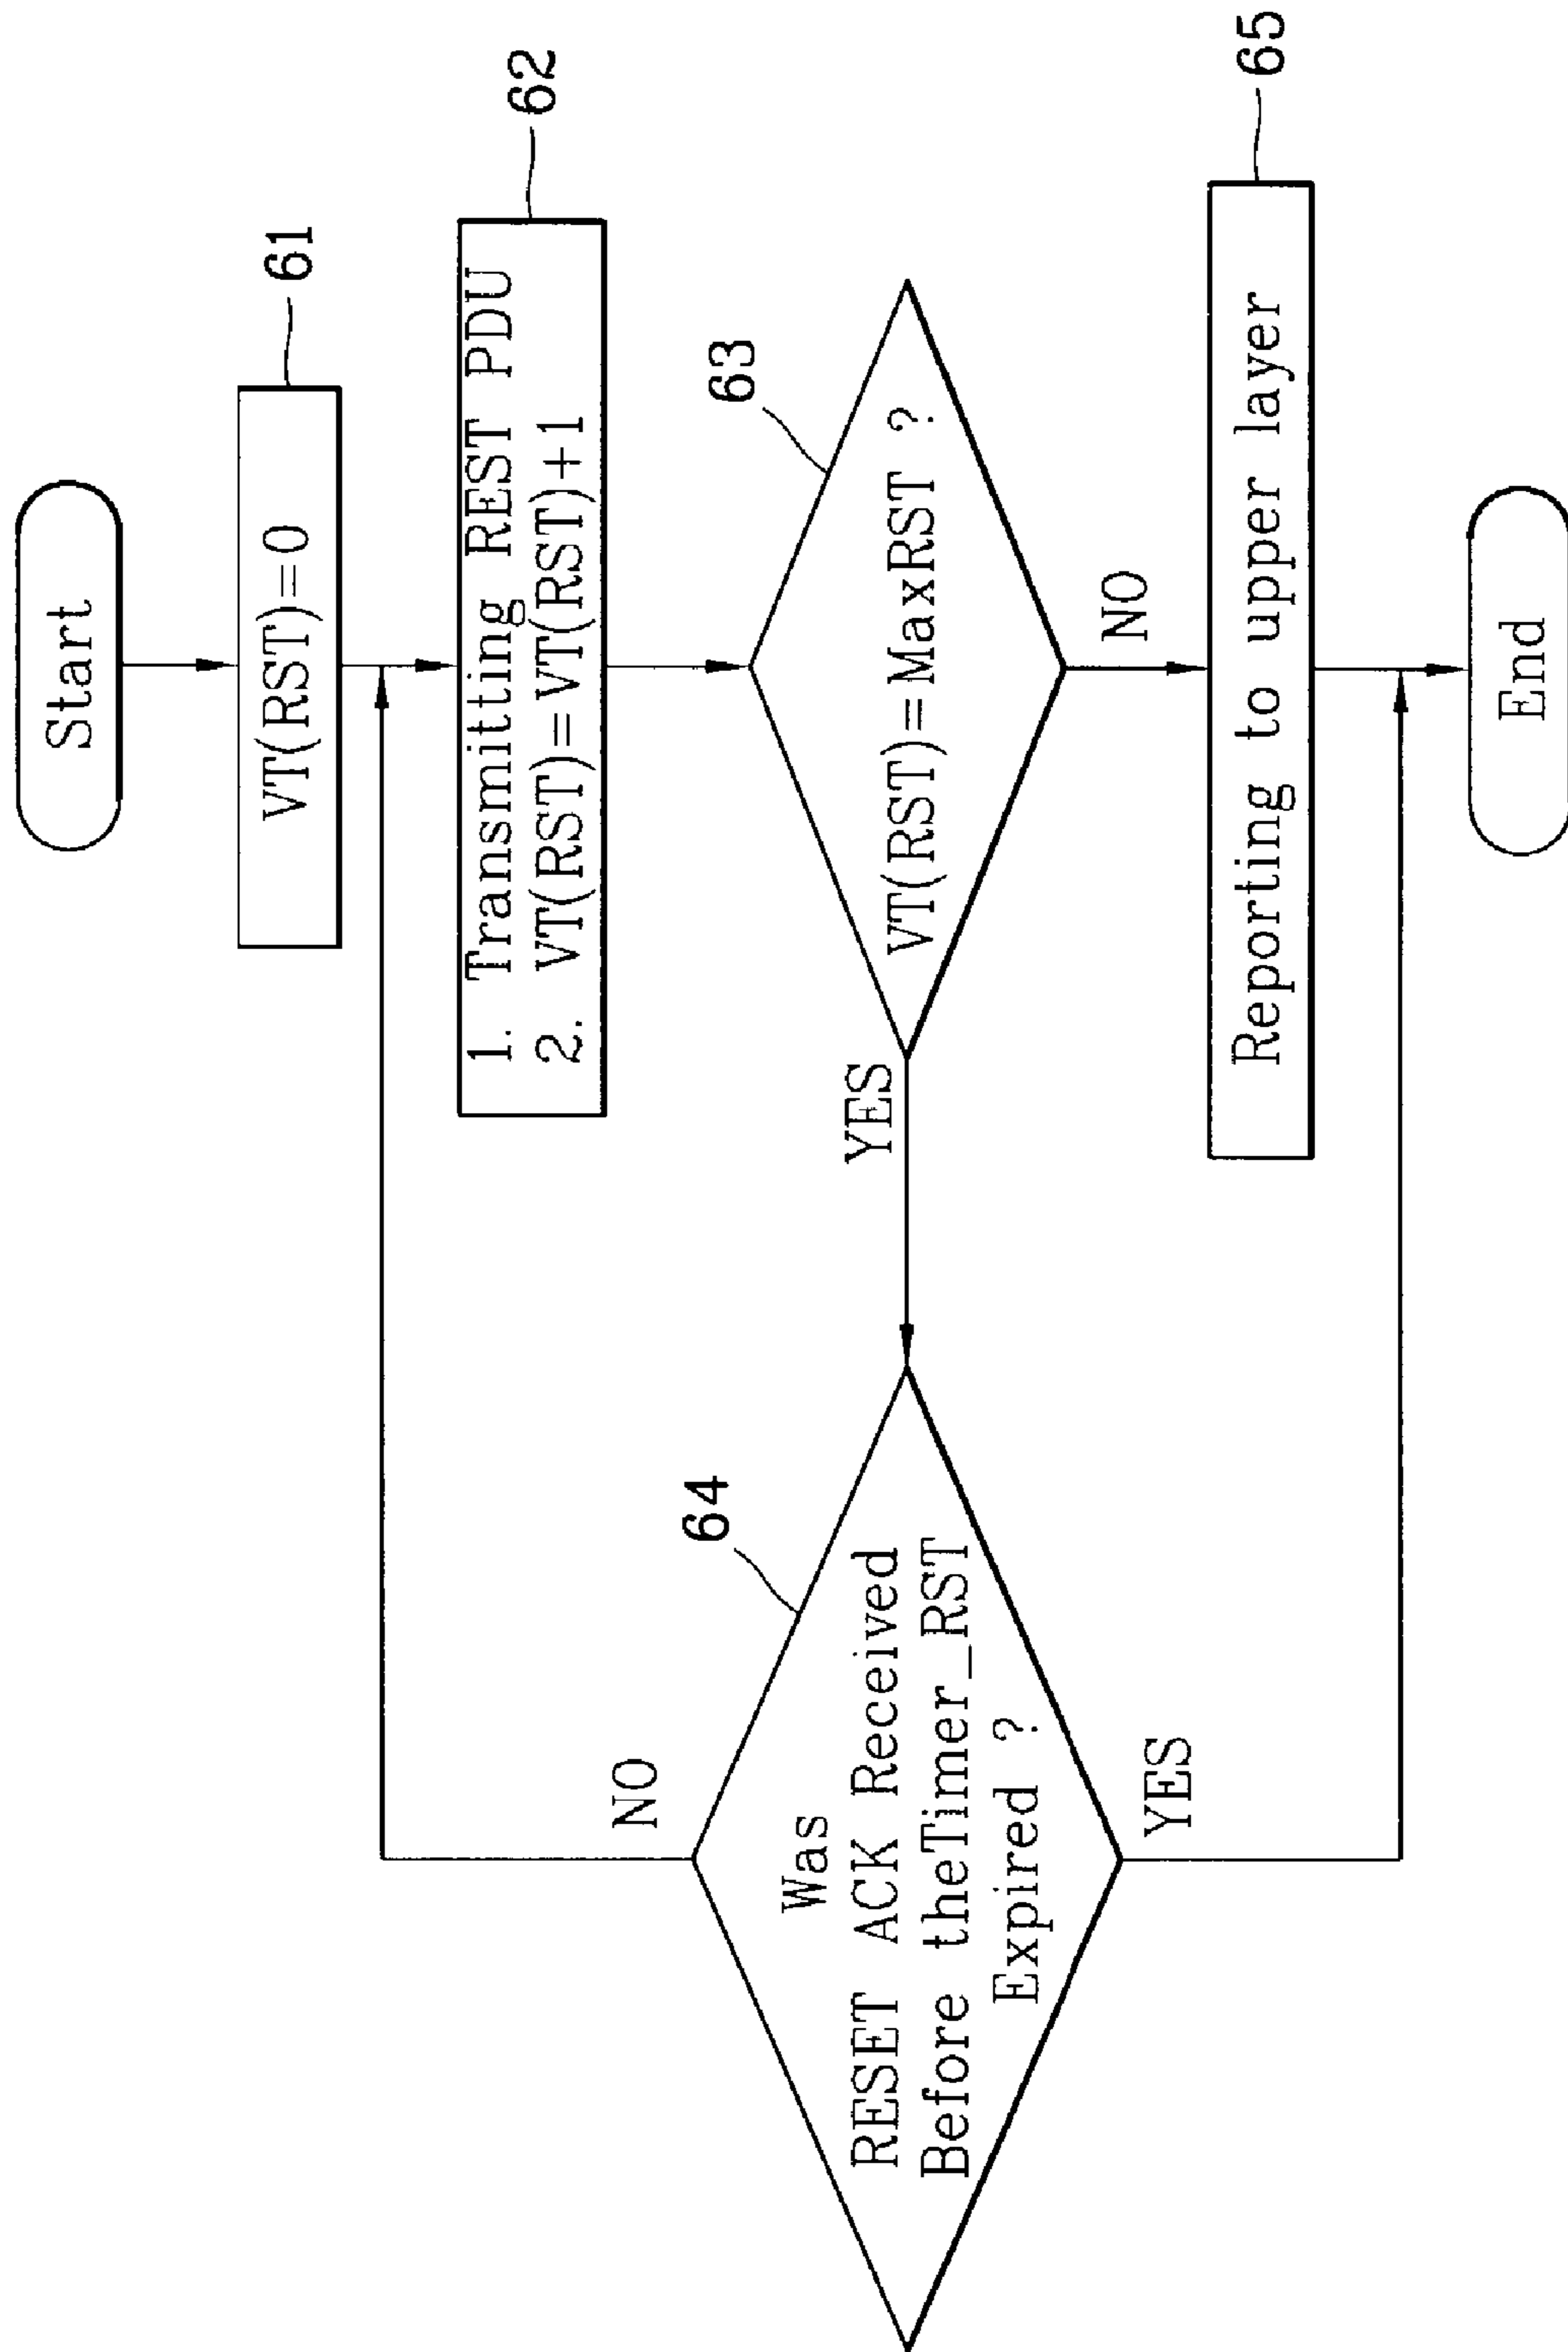 Start
VT(RST)=0
61
1. Transmitting REST PDU
2. VT(RST)=VT(RST)+1
62
VT(RST)=MaxRST ?
63
YES
NO
Was
RESET ACK Received
Before theTimer_RST
Expired ?
64
NO
YES
Reporting to upper layer
65
End